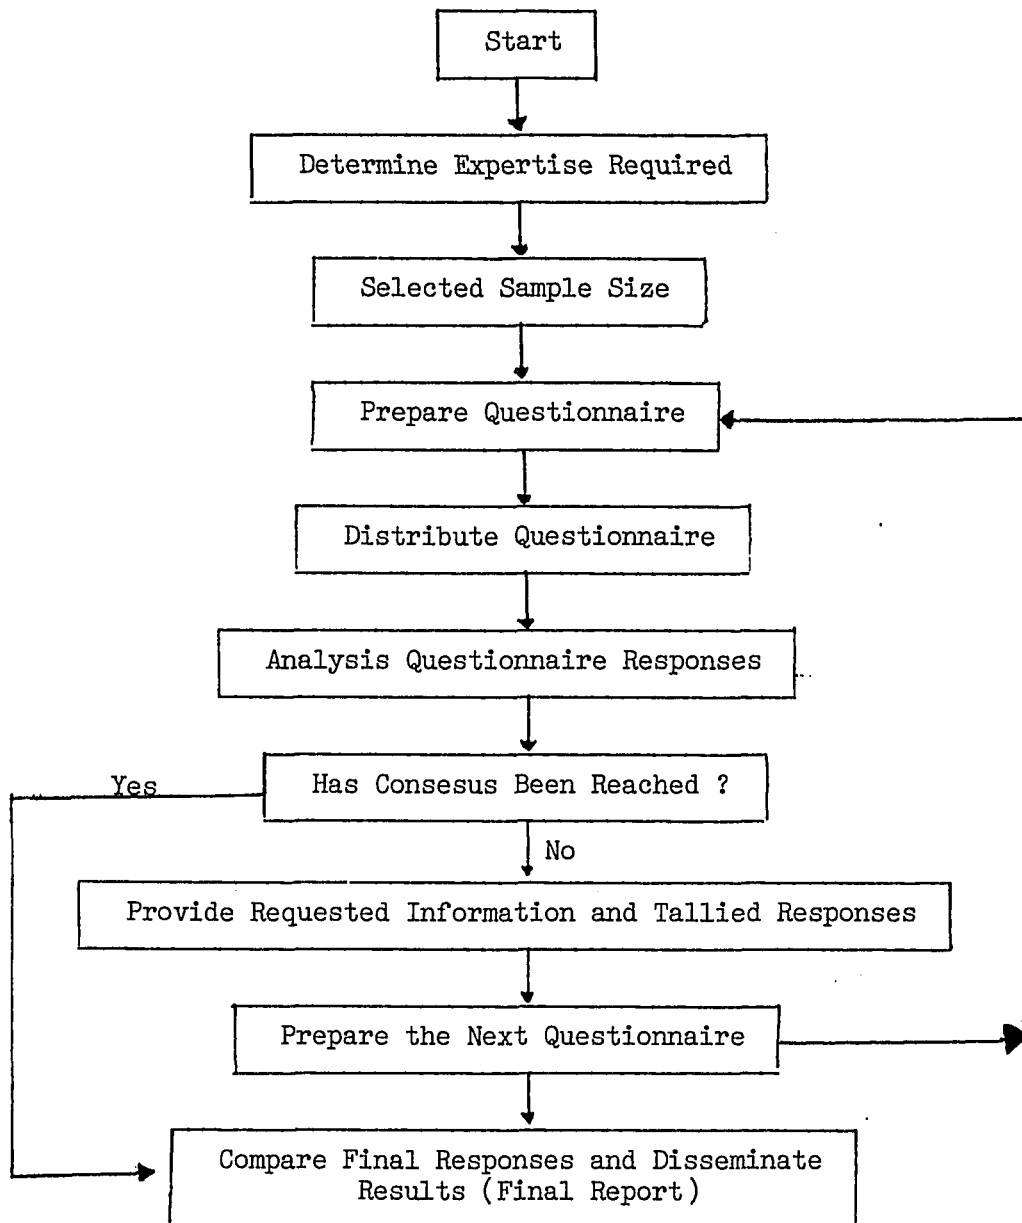 Start
Determine Expertise Required
Selected Sample Size
Prepare Questionnaire
Distribute Questionnaire
Analysis Questionnaire Responses
Yes
Has Consesus Been Reached ?
No
Provide Requested Information and Tallied Responses
Prepare the Next Questionnaire
Compare Final Responses and Disseminate
Results (Final Report)